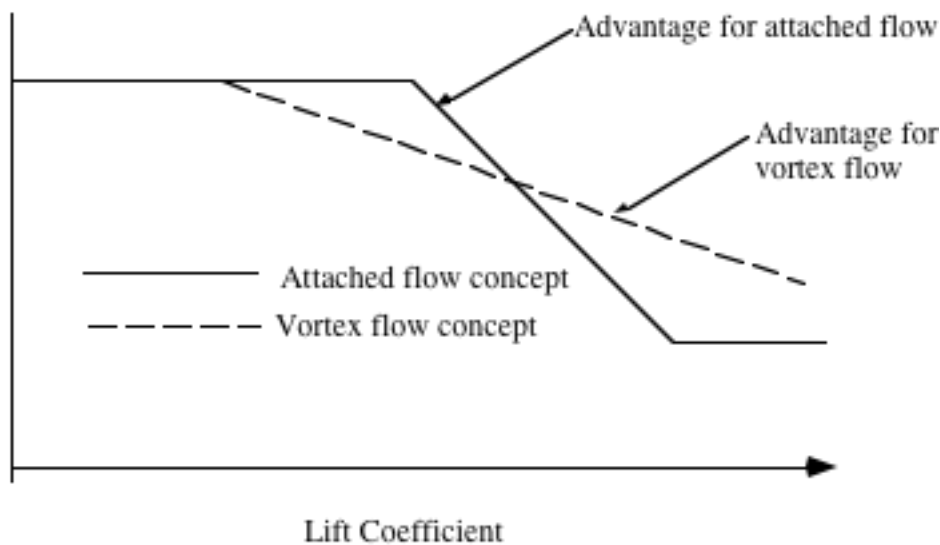 Advantage for attached flow
Advantage for
vortex flow
Attached flow concept
Vortex flow concept
Lift Coefficient